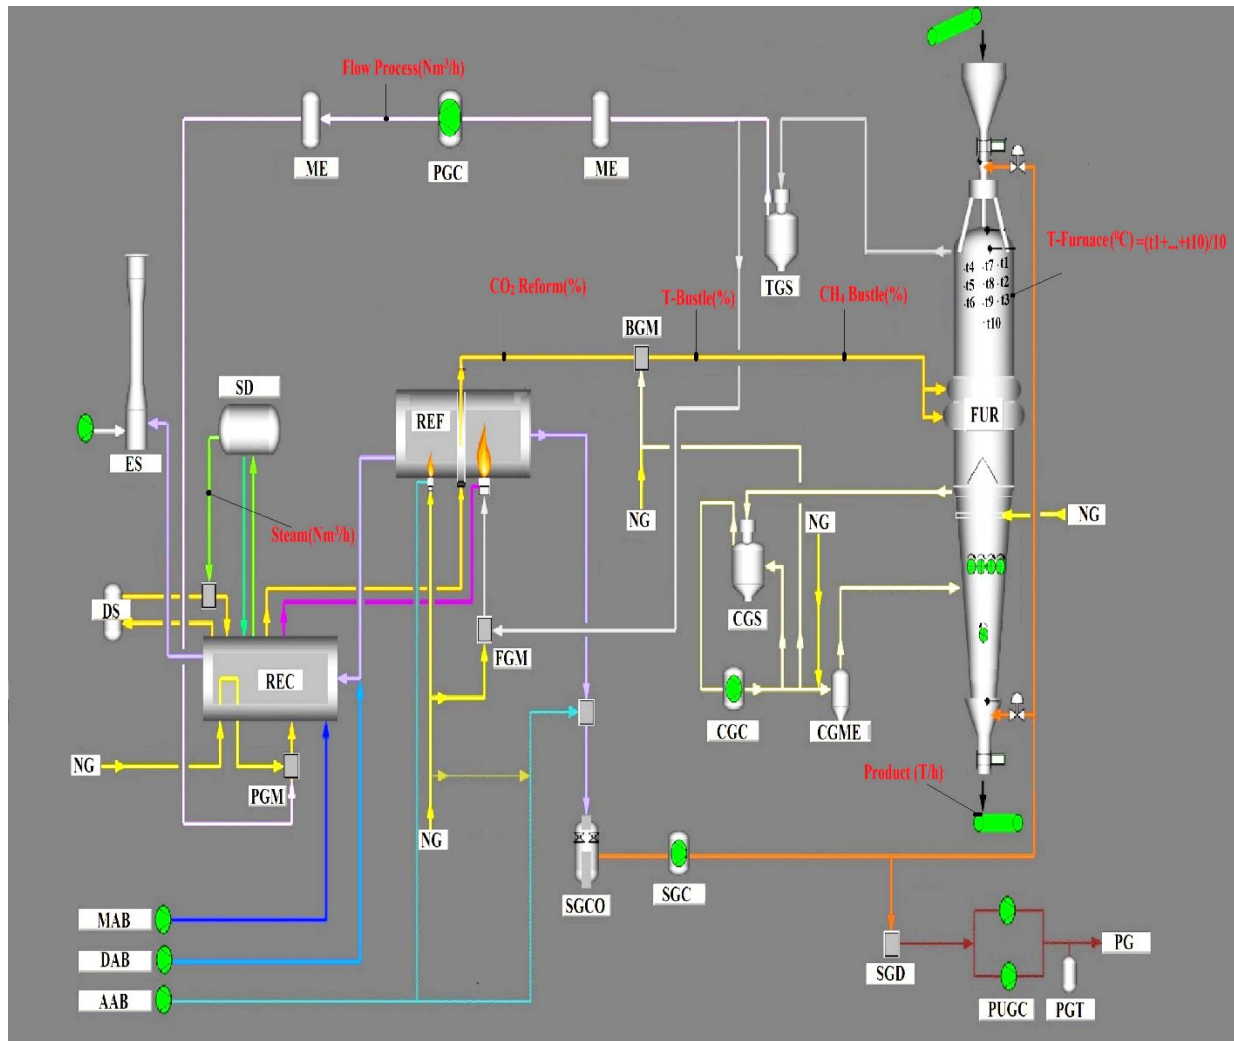 Flow Process(Nm³/h)
ME
PGC
ME
T-Furnace(⁰C) =(t1+...+t10)/10
t4 t7 t1
t5 t8 t2
t6 t9 t3
t10
TGS
CO₂ Reform(%)
T-Bustle(%)
CH₄ Bustle(%)
BGM
SD
REF
FUR
ES
NG
NG
NG
Steam(Nm³/h)
DS
CGS
FGM
REC
CGC
CGME
NG
PGM
Product (T/h)
NG
SGCO
SGC
MAB
DAB
AAB
SGD
PG
PUGC
PGT